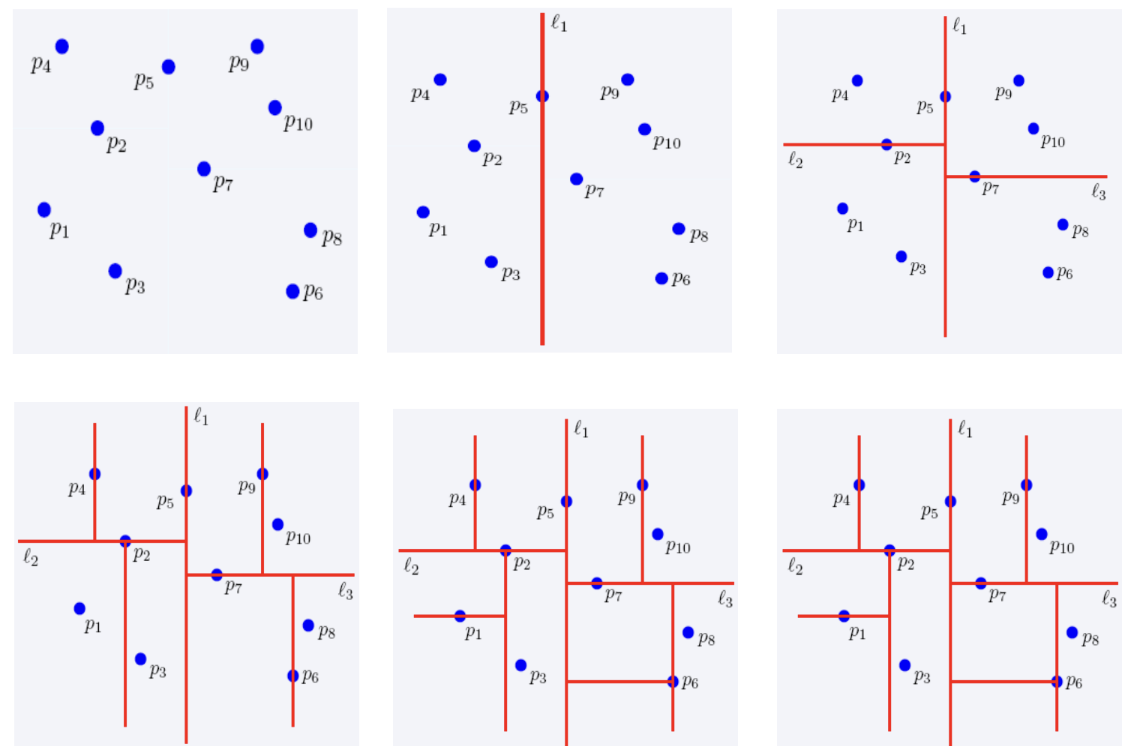 p₄ p₅ p₉
p₁₀
p₂
p₇
p₁
p₈
p₃ p₆
ℓ₁
p₄ p₅ p₉
p₁₀
p₂
p₇
p₁
p₈
p₃ p₆
ℓ₁
p₄ p₅ p₉
p₁₀
ℓ₂ p₂
p₇ ℓ₃
p₁
p₈
p₃ p₆
ℓ₁
p₄ p₅ p₉
p₁₀
ℓ₂ p₂
p₇ ℓ₃
p₁ p₈
p₃ p₆
ℓ₁
p₄ p₅ p₉
p₁₀
ℓ₂ p₂
p₇ ℓ₃
p₁ p₈
p₃ p₆
ℓ₁
p₄ p₅ p₉
p₁₀
ℓ₂ p₂
p₇ ℓ₃
p₁ p₈
p₃ p₆